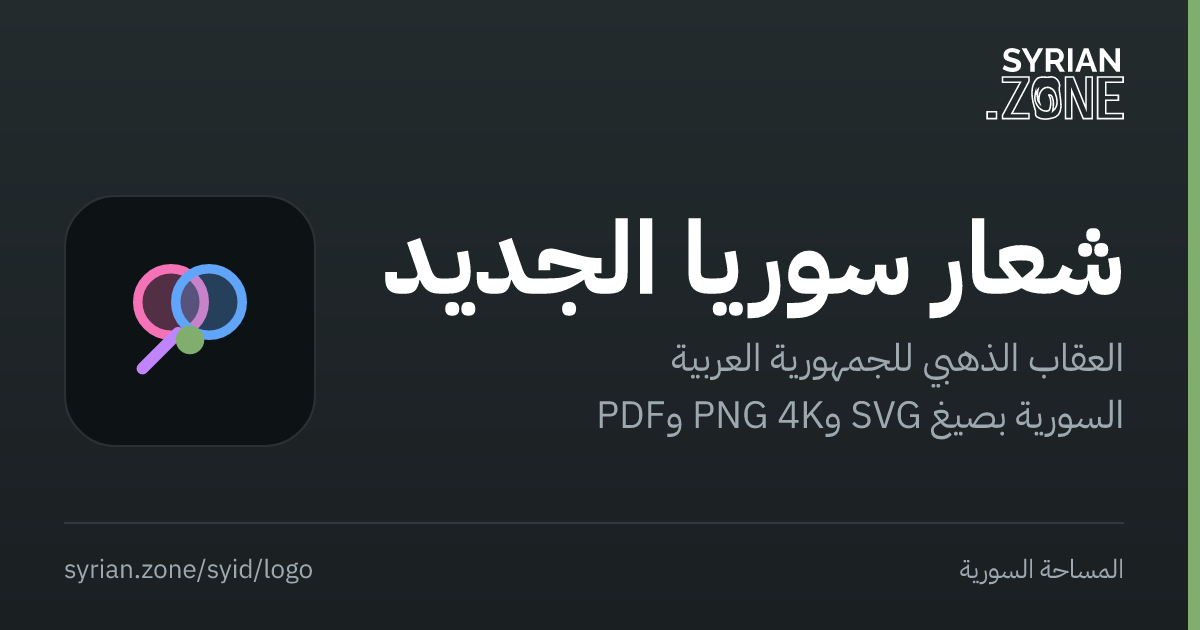 SYRIAN
.ZONE
شعار سوريا الجديد
العقاب الذهبي للجمهورية العربية
السورية بصيغ SVG وPNG 4K وPDF
المساحة السورية
syrian.zone/syid/logo